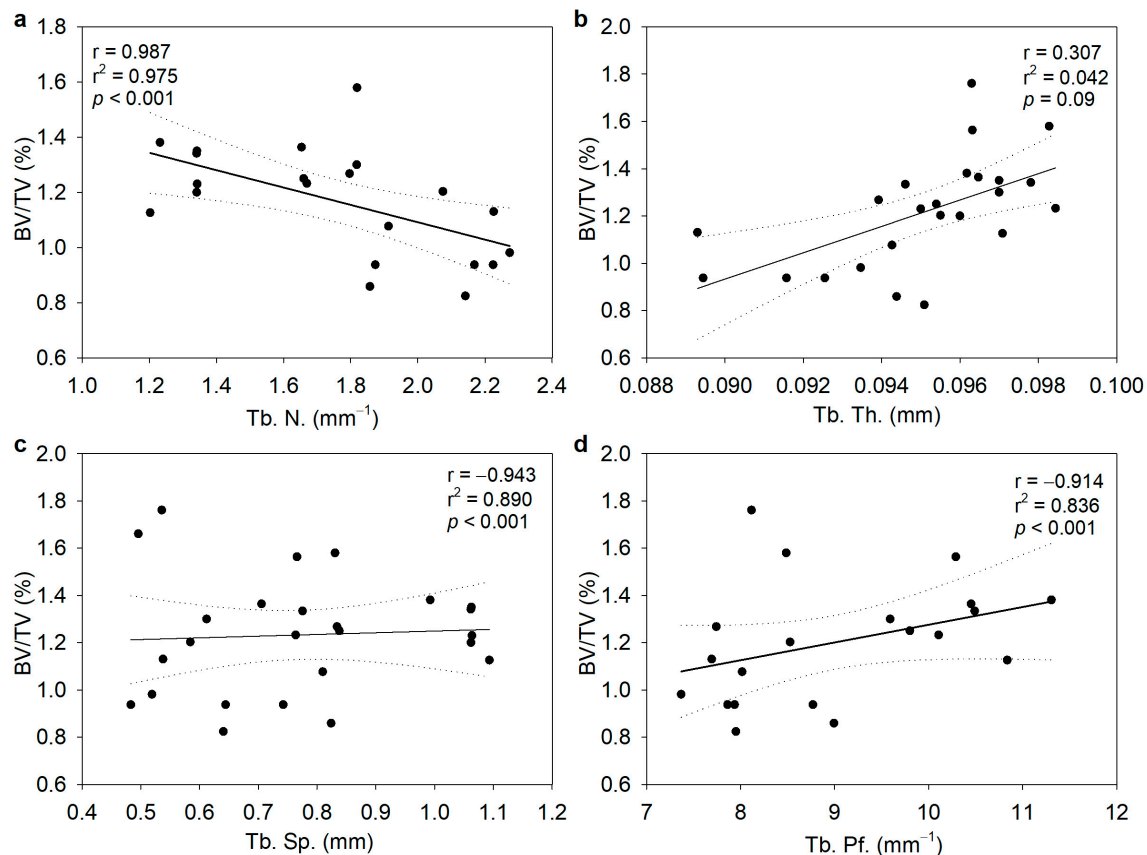 a
r = 0.987
r² = 0.975
p < 0.001
BV/TV (%)
1.8
1.6
1.4
1.2
1.0
0.8
0.6
1.0 1.2 1.4 1.6 1.8 2.0 2.2 2.4
Tb. N. (mm⁻¹)
b
r = 0.307
r² = 0.042
p = 0.09
BV/TV (%)
2.0
1.8
1.6
1.4
1.2
1.0
0.8
0.6
0.088 0.090 0.092 0.094 0.096 0.098 0.100
Tb. Th. (mm)
c
r = −0.943
r² = 0.890
p < 0.001
BV/TV (%)
2.0
1.8
1.6
1.4
1.2
1.0
0.8
0.6
0.4 0.5 0.6 0.7 0.8 0.9 1.0 1.1 1.2
Tb. Sp. (mm)
d
r = −0.914
r² = 0.836
p < 0.001
BV/TV (%)
2.0
1.8
1.6
1.4
1.2
1.0
0.8
0.6
7 8 9 10 11 12
Tb. Pf. (mm⁻¹)